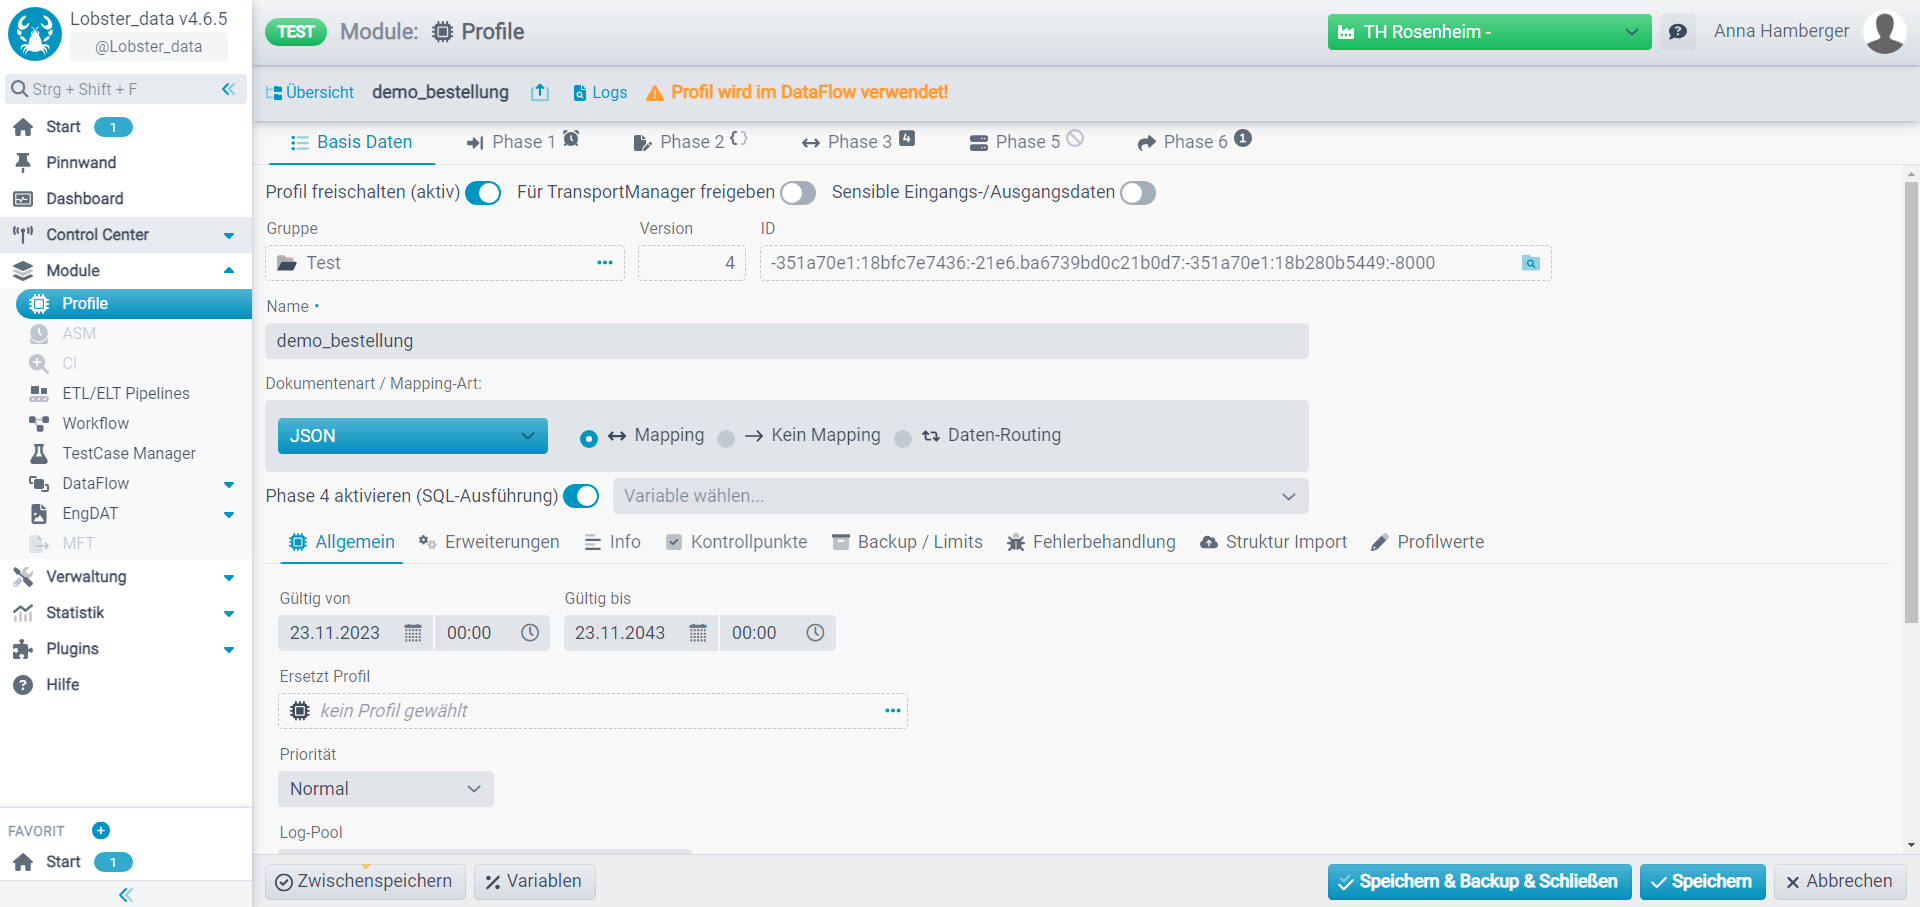 Lobster_data v4.6.5
@Lobster_data
Strg + Shift + F
Start 1
Pinnwand
Dashboard
Control Center
Module
Profile
ASM
CI
ETL/ELT Pipelines
Workflow
TestCase Manager
DataFlow
EngDAT
MFT
Verwaltung
Statistik
Plugins
Hilfe
FAVORIT
Start 1
TEST Module: Profile
TH Rosenheim -
Anna Hamberger
Übersicht demo_bestellung Logs Profil wird im DataFlow verwendet!
Basis Daten Phase 1 Phase 2 Phase 3 4 Phase 5 Phase 6 1
Profil freischalten (aktiv) Für TransportManager freigeben Sensible Eingangs-/Ausgangsdaten
Gruppe Version ID
Test 4 -351a70e1:18bfc7e7436:-21e6.ba6739bd0c21b0d7:-351a70e1:18b280b5449:-8000
Name
demo_bestellung
Dokumentenart / Mapping-Art:
JSON Mapping Kein Mapping Daten-Routing
Phase 4 aktivieren (SQL-Ausführung) Variable wählen...
Allgemein Erweiterungen Info Kontrollpunkte Backup / Limits Fehlerbehandlung Struktur Import Profilwerte
Gültig von Gültig bis
23.11.2023 00:00 23.11.2043 00:00
Ersetzt Profil
kein Profil gewählt
Priorität
Normal
Log-Pool
Zwischenspeichern Variablen Speichern & Backup & Schließen Speichern Abbrechen